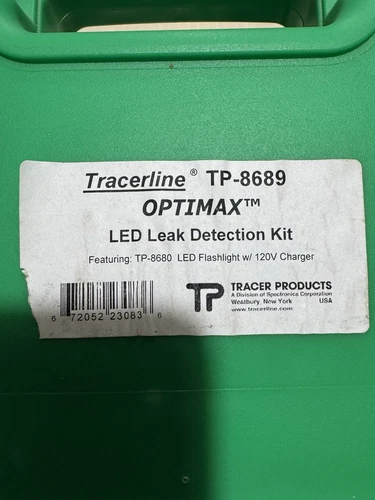 Tracerline® TP-8689
OPTIMAX™
LED Leak Detection Kit
Featuring: TP-8680 LED Flashlight w/ 120V Charger
6 72052 23083 6
TP
TRACER PRODUCTS
A Division of Spectronics Corporation
Westbury, New York USA
www.tracerline.com